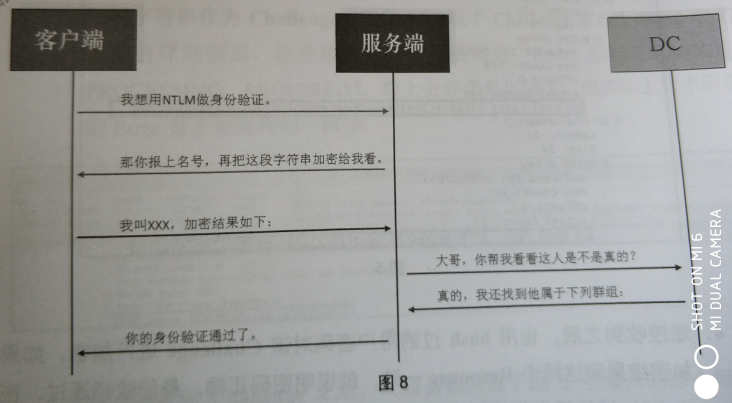 客户端
服务端
DC
我想用NTLM做身份验证。
那你报上名号，再把这段字符串加密给我看。
我叫XXX，加密结果如下：
大哥，你帮我看看这人是不是真的？
真的，我还找到他属于下列群组：
你的身份验证通过了。
图 8
SHOT ON MI 6
MI DUAL CAMERA